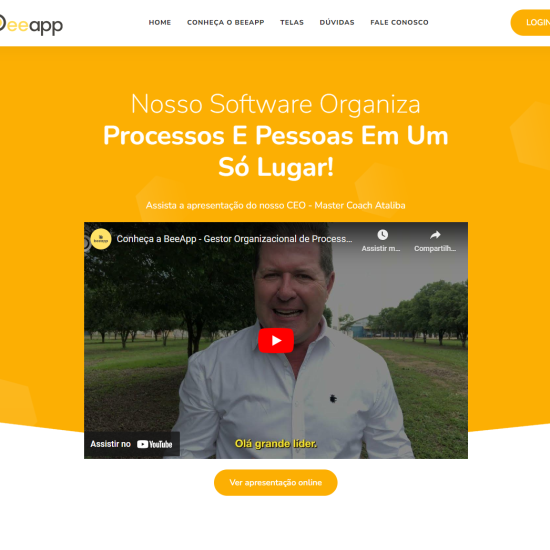 Beeapp
HOME CONHEÇA O BEEAPP TELAS DÚVIDAS FALE CONOSCO
LOGIN
Nosso Software Organiza
Processos E Pessoas Em Um
Só Lugar!
Assista a apresentação do nosso CEO - Master Coach Ataliba
Conheça a BeeApp - Gestor Organizacional de Process...
Assistir m...
Compartilh...
Olá grande líder.
Assistir no YouTube
Ver apresentação online